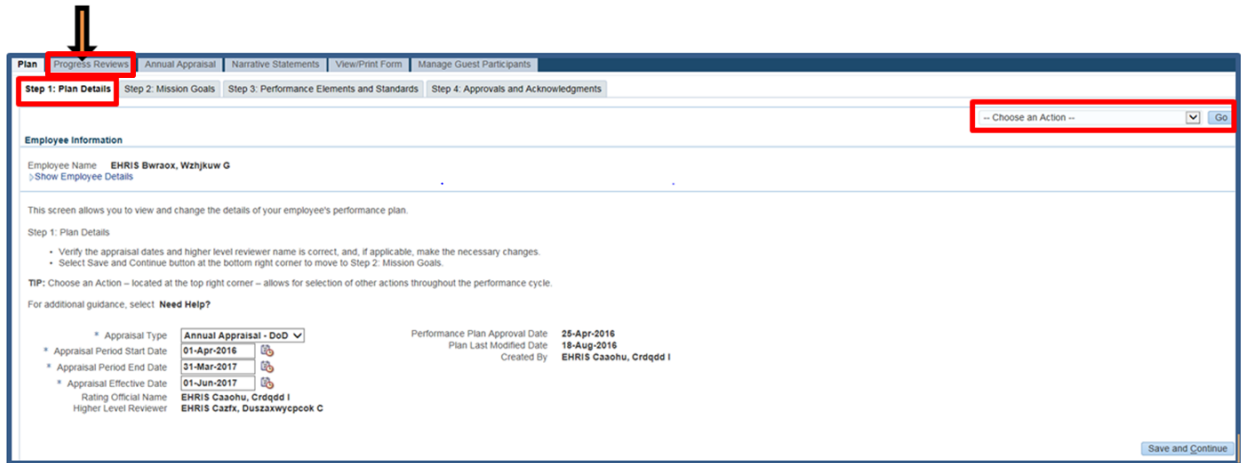 Plan Progress Reviews Annual Appraisal Narrative Statements View/Print Form Manage Guest Participants
Step 1: Plan Details Step 2: Mission Goals Step 3: Performance Elements and Standards Step 4: Approvals and Acknowledgments
-- Choose an Action -- Go
Employee Information
Employee Name EHRIS Bwraox, Wzhjkuw G
Show Employee Details
This screen allows you to view and change the details of your employee's performance plan.
Step 1: Plan Details
• Verify the appraisal dates and higher level reviewer name is correct, and, if applicable, make the necessary changes.
• Select Save and Continue button at the bottom right corner to move to Step 2: Mission Goals.
TIP: Choose an Action – located at the top right corner – allows for selection of other actions throughout the performance cycle.
For additional guidance, select Need Help?
* Appraisal Type Annual Appraisal - DoD Performance Plan Approval Date 25-Apr-2016
* Appraisal Period Start Date 01-Apr-2016 Plan Last Modified Date 18-Aug-2016
* Appraisal Period End Date 31-Mar-2017 Created By EHRIS Caaohu, Crdqdd I
* Appraisal Effective Date 01-Jun-2017
Rating Official Name EHRIS Caaohu, Crdqdd I
Higher Level Reviewer EHRIS Cazfx, Duszaxwycpcok C
Save and Continue